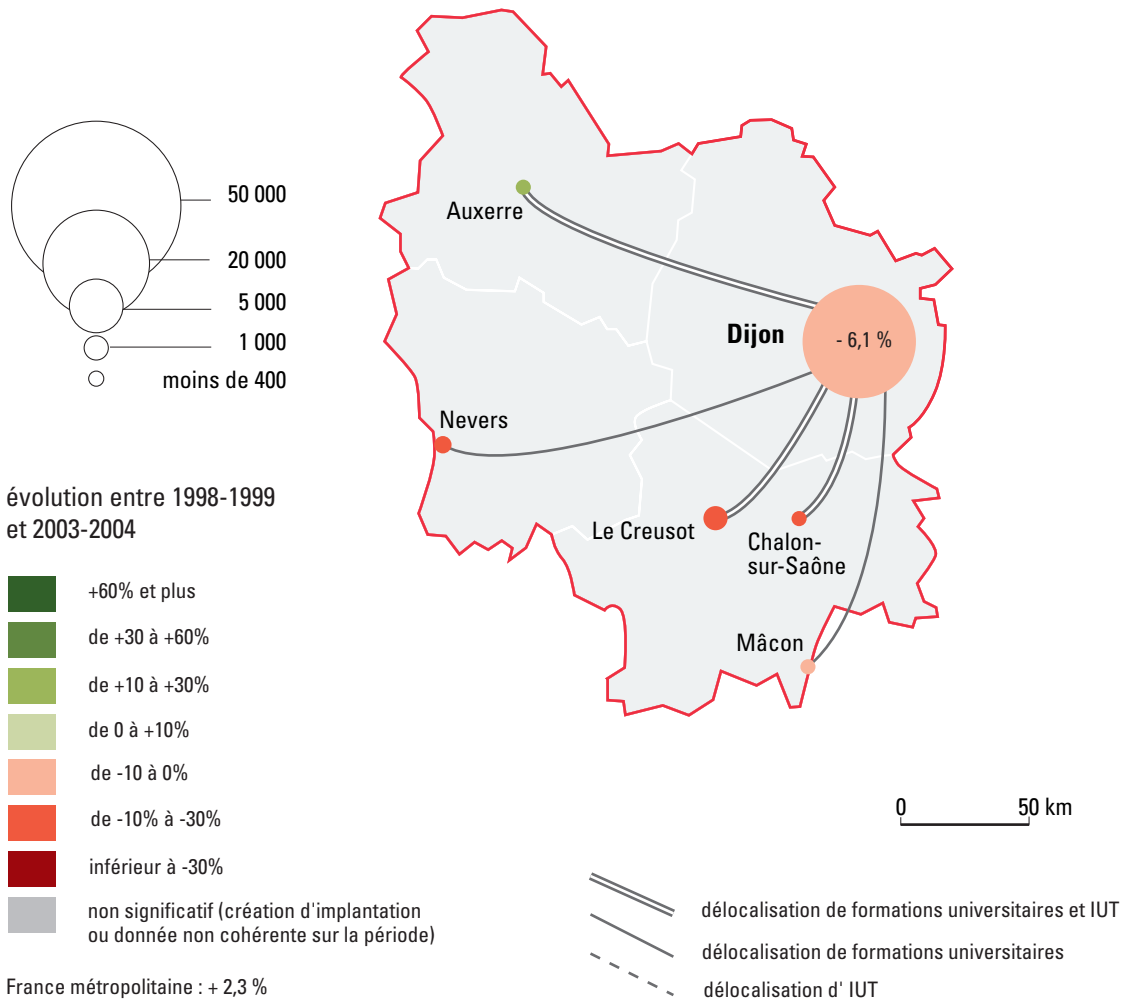 50 000
20 000
5 000
1 000
moins de 400
Auxerre
Dijon
- 6,1 %
Nevers
Le Creusot
Chalon-
sur-Saône
Mâcon
évolution entre 1998-1999
et 2003-2004
+60% et plus
de +30 à +60%
de +10 à +30%
de 0 à +10%
de -10 à 0%
de -10% à -30%
inférieur à -30%
non significatif (création d'implantation
ou donnée non cohérente sur la période)
France métropolitaine : + 2,3 %
0 50 km
délocalisation de formations universitaires et IUT
délocalisation de formations universitaires
délocalisation d' IUT